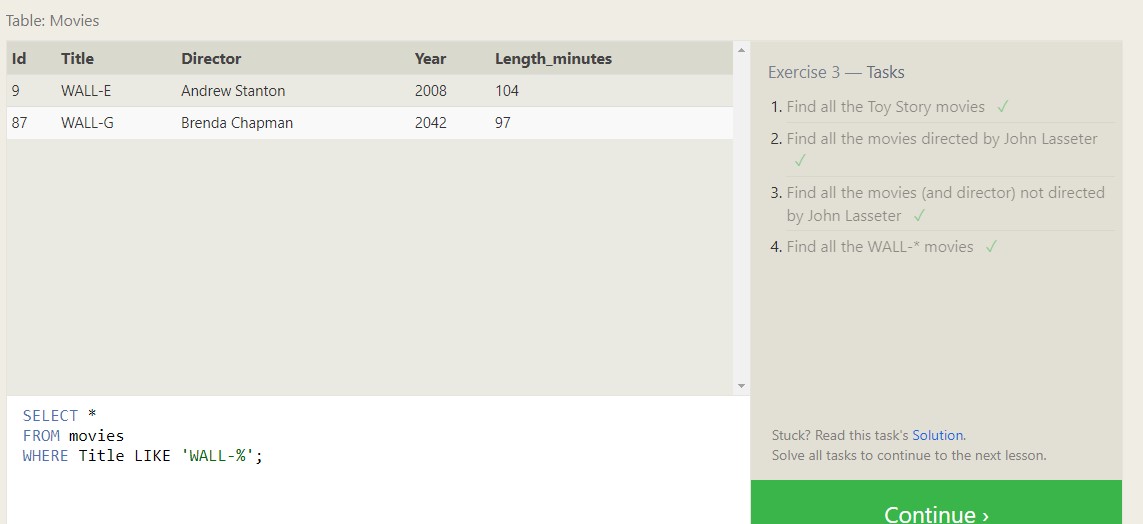 Table: Movies
Id Title Director Year Length_minutes
9 WALL-E Andrew Stanton 2008 104
87 WALL-G Brenda Chapman 2042 97
SELECT *
FROM movies
WHERE Title LIKE 'WALL-%';
Exercise 3 — Tasks
1. Find all the Toy Story movies ✓
2. Find all the movies directed by John Lasseter
✓
3. Find all the movies (and director) not directed
by John Lasseter ✓
4. Find all the WALL-* movies ✓
Stuck? Read this task's Solution.
Solve all tasks to continue to the next lesson.
Continue ›